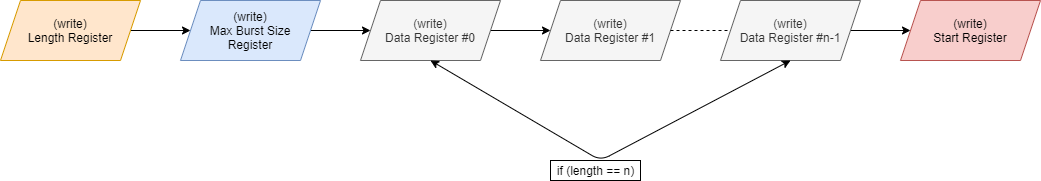 (write)
Length Register
(write)
Max Burst Size
Register
(write)
Data Register #0
(write)
Data Register #1
(write)
Data Register #n-1
(write)
Start Register
if (length == n)